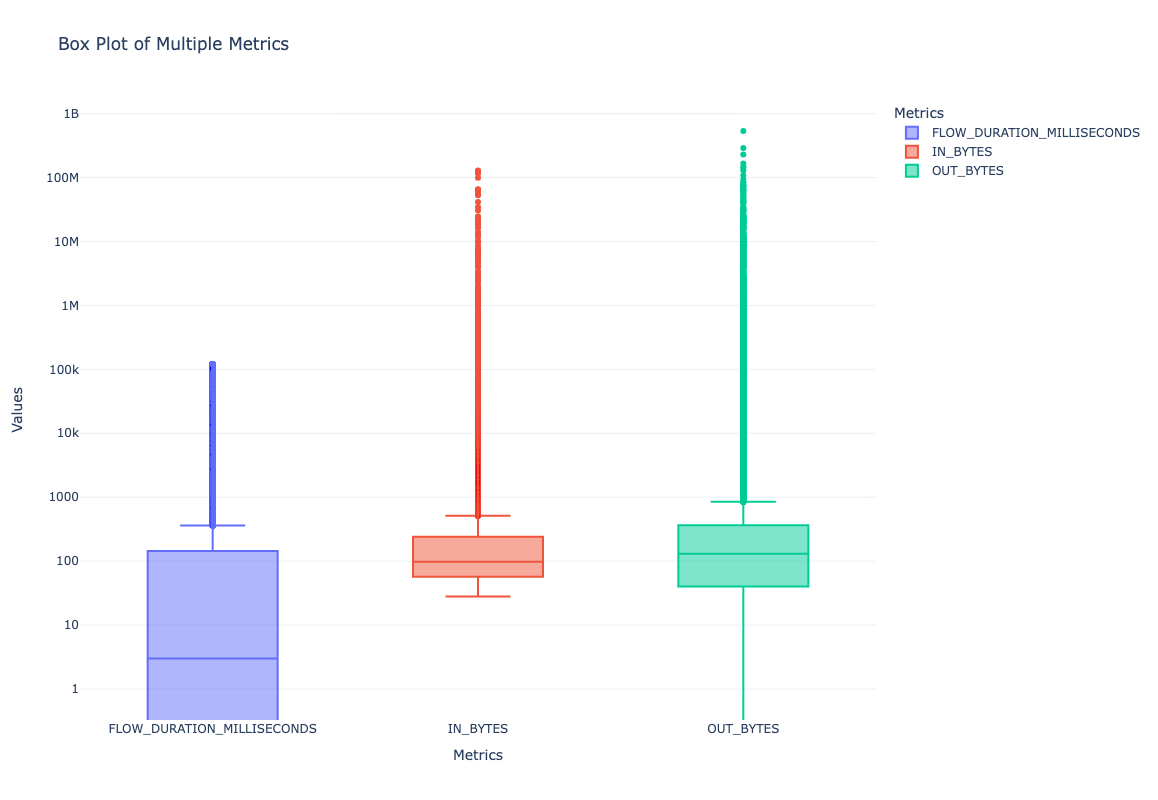 Box Plot of Multiple Metrics
1B
100M
10M
1M
100k
10k
1000
100
10
1
Values
FLOW_DURATION_MILLISECONDS
IN_BYTES
OUT_BYTES
Metrics
Metrics
FLOW_DURATION_MILLISECONDS
IN_BYTES
OUT_BYTES